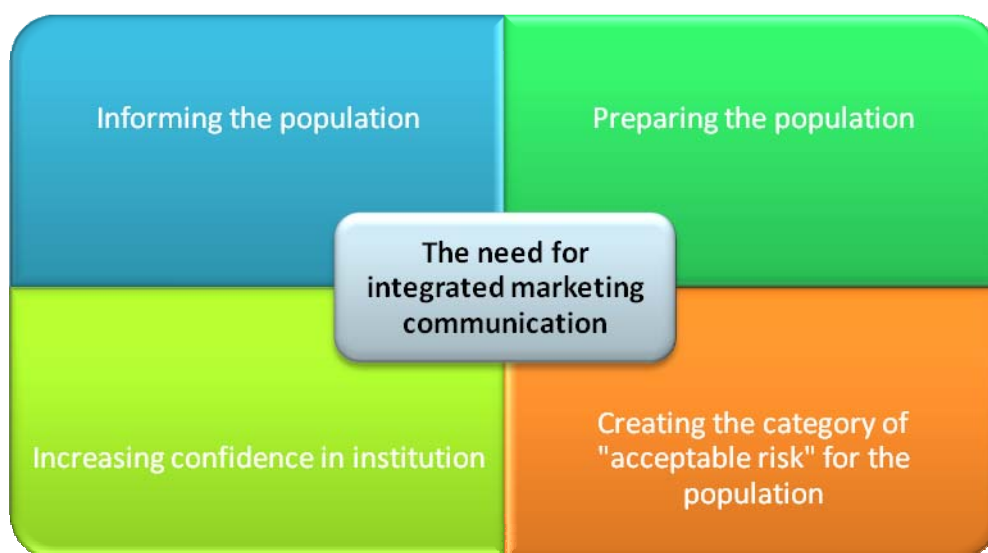 Informing the population
Preparing the population
The need for
integrated marketing
communication
Increasing confidence in institution
Creating the category of
"acceptable risk" for the
population